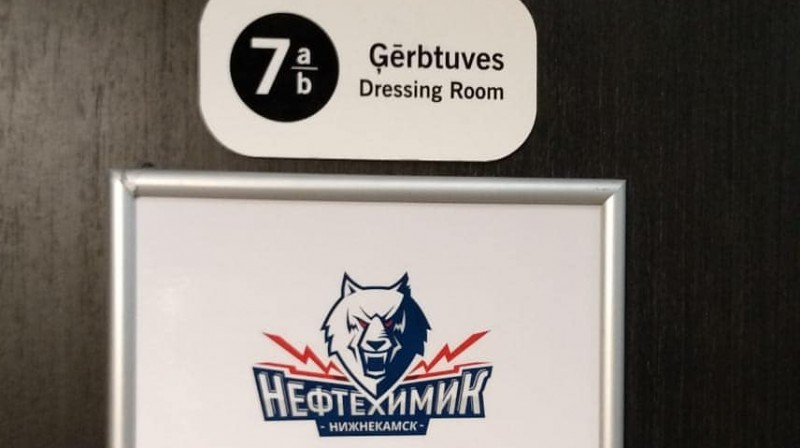 7 a/b
Ģērbtuves
Dressing Room
НЕФТЕХИМИК
- НИЖНЕКАМСК -